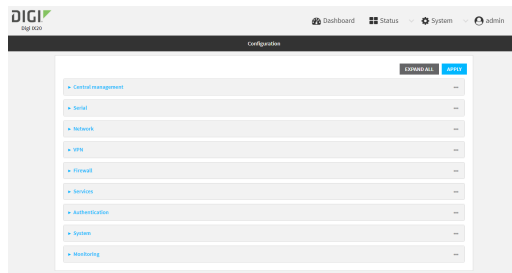 DIGI
Digi IX20
Dashboard
Status
System
admin
Configuration
EXPAND ALL
APPLY
Central management
Serial
Network
VPN
Firewall
Services
Authentication
System
Monitoring